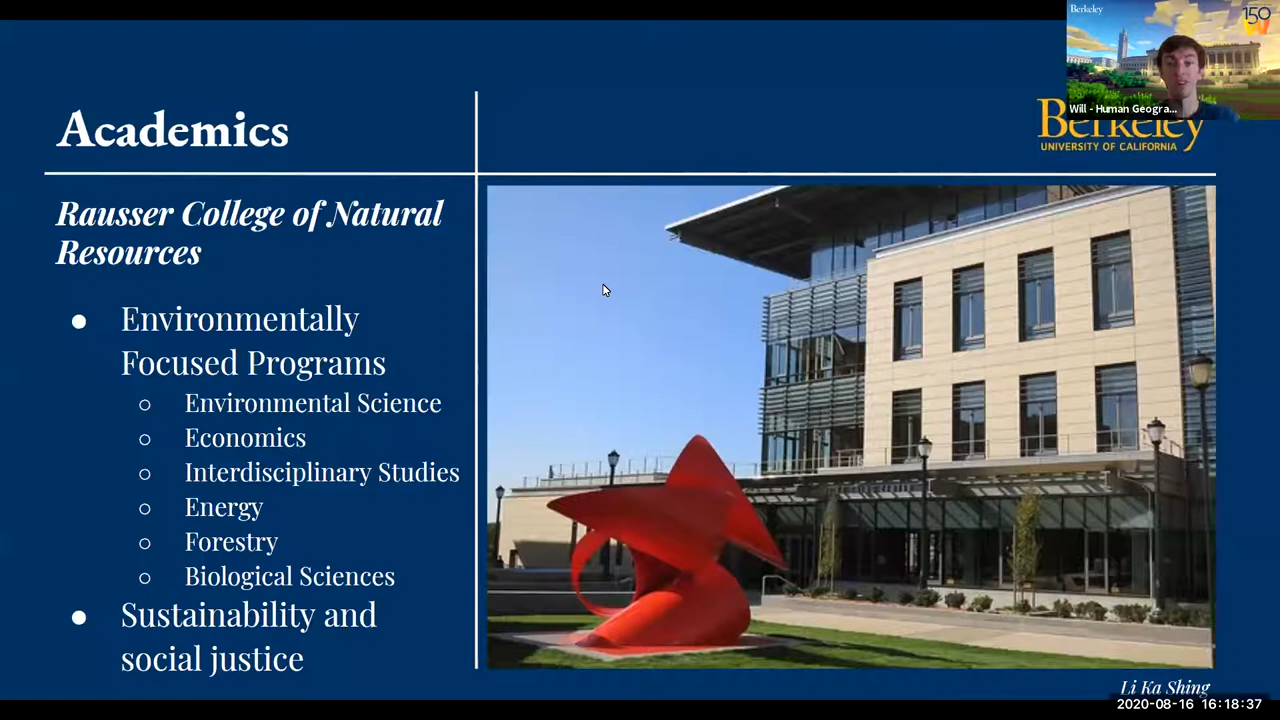 Berkeley
150
Will - Human Geogra...
Academics
Berkeley
UNIVERSITY OF CALIFORNIA
Rausser College of Natural
Resources
● Environmentally
Focused Programs
○ Environmental Science
○ Economics
○ Interdisciplinary Studies
○ Energy
○ Forestry
○ Biological Sciences
● Sustainability and
social justice
Li Ka Shing
2020-08-16 16:18:37